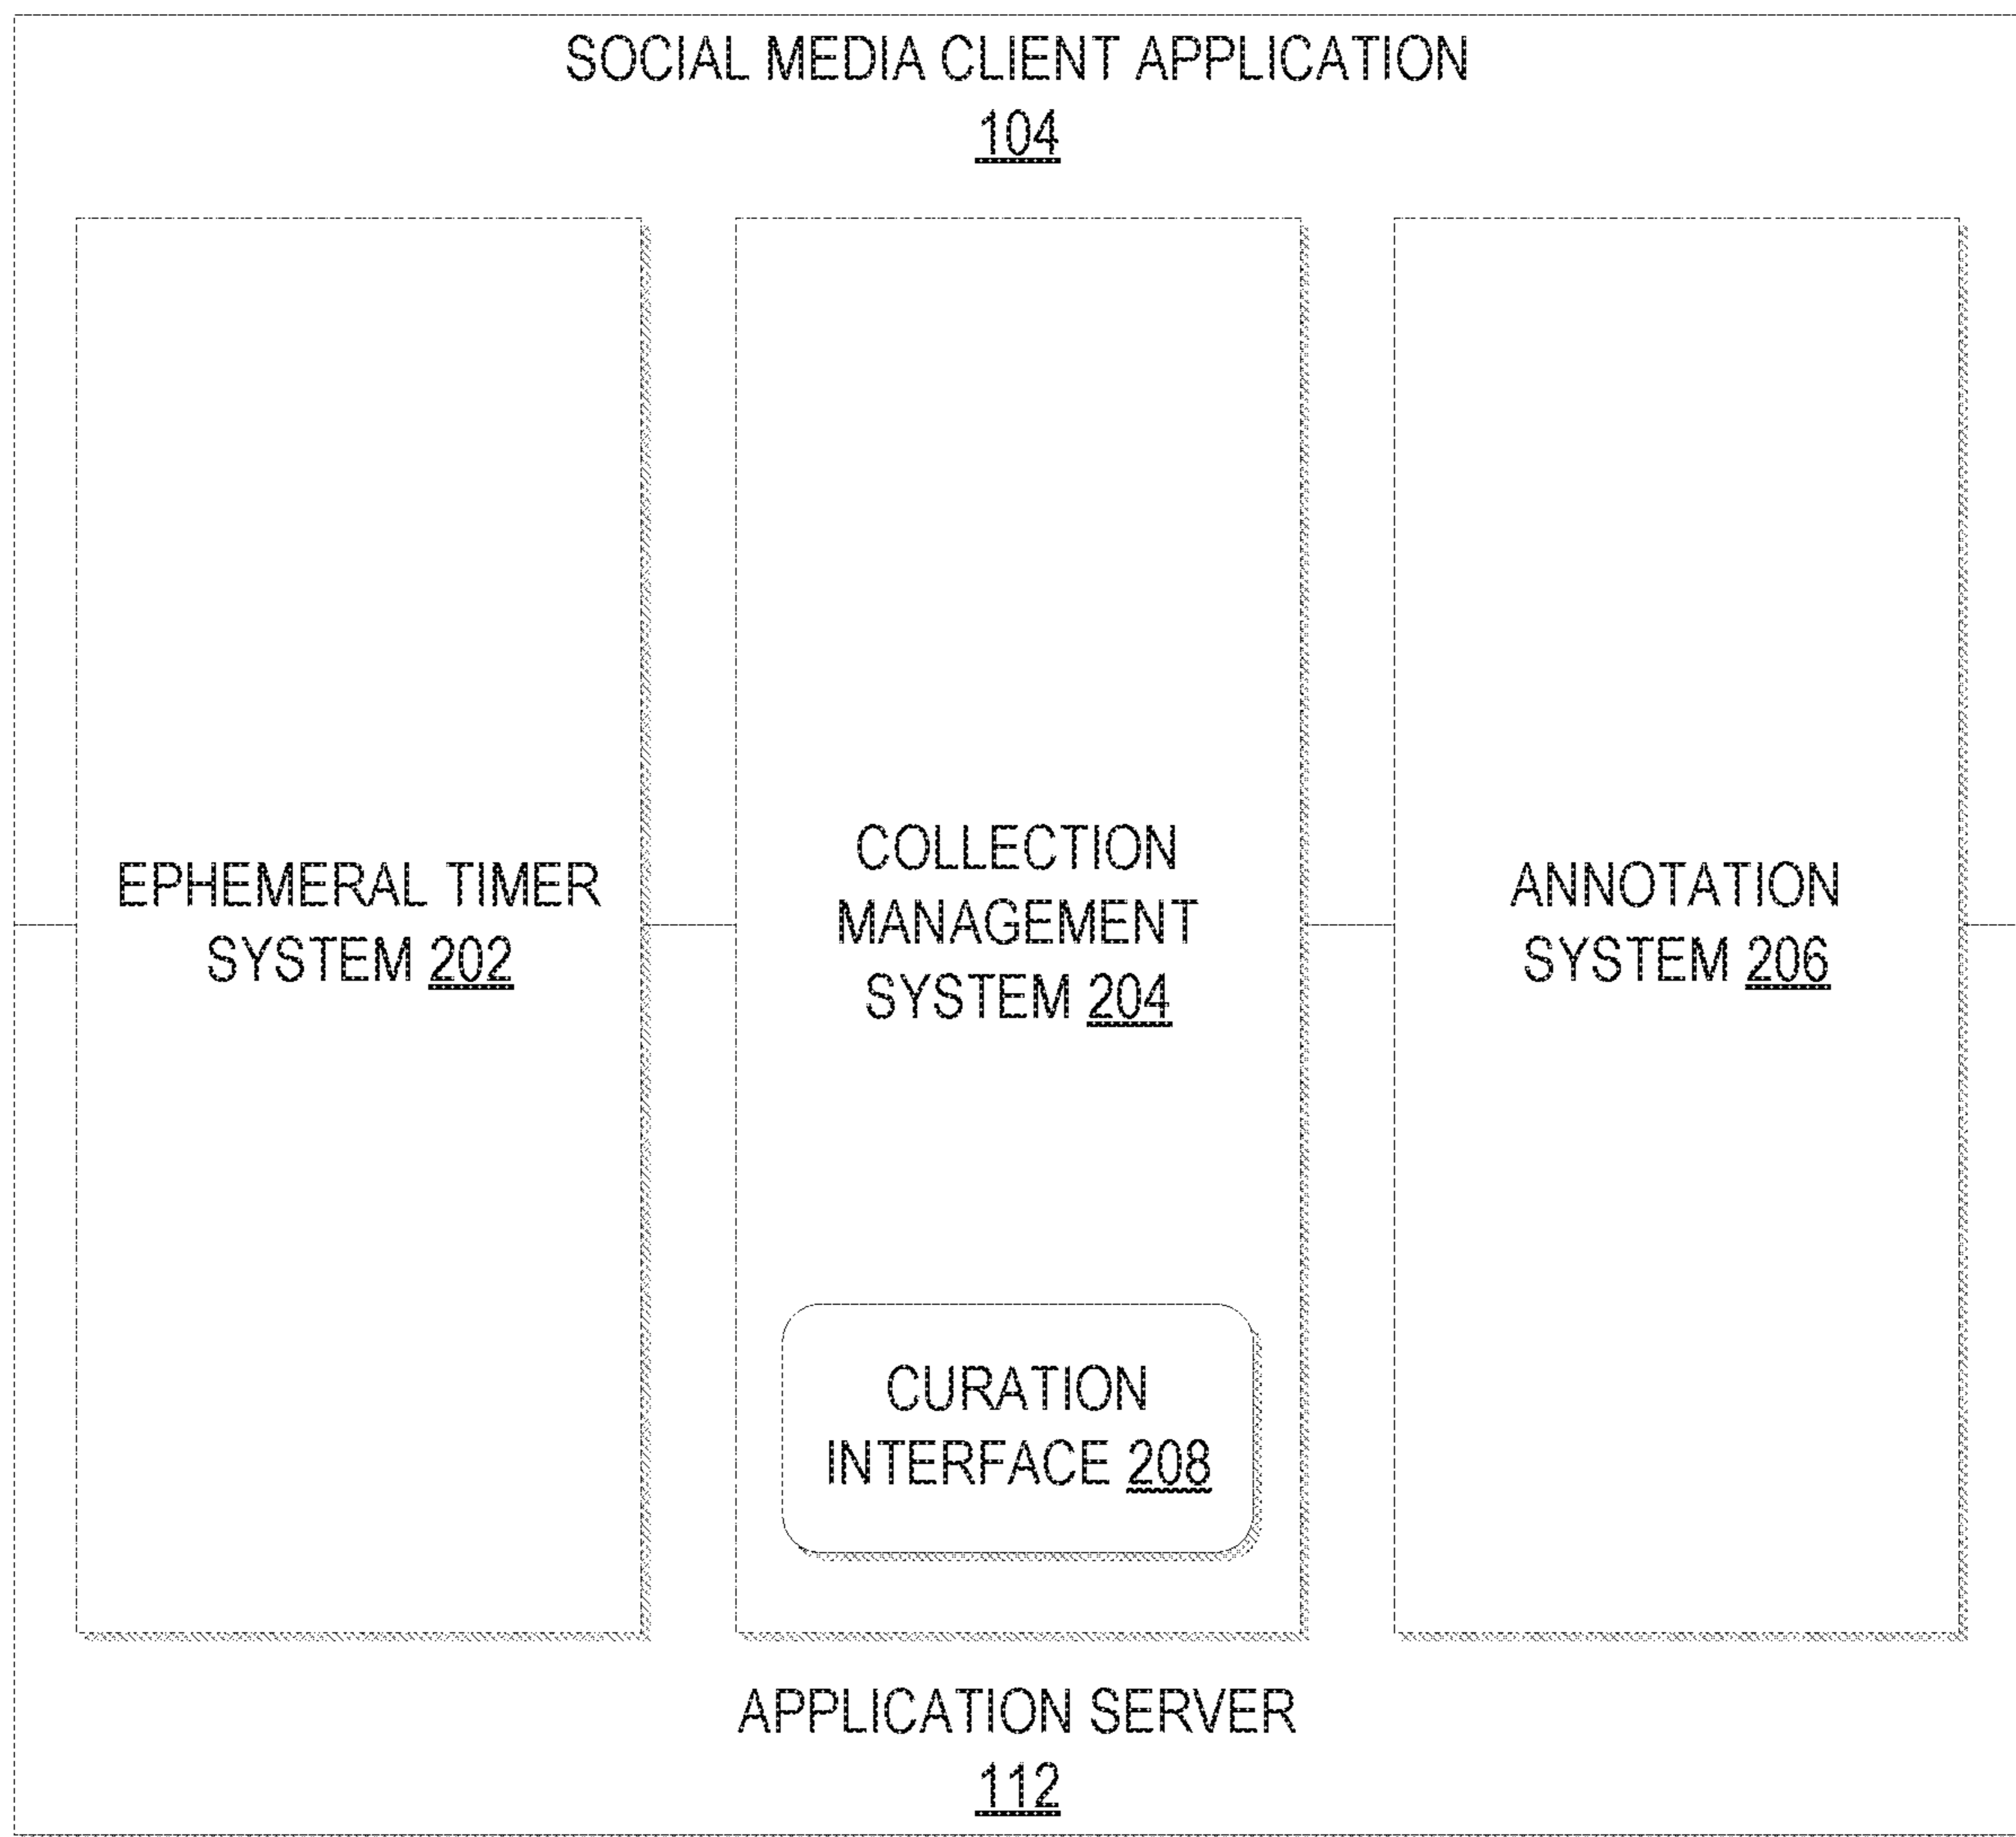 SOCIAL MEDIA CLIENT APPLICATION
104
EPHEMERAL TIMER
SYSTEM 202
COLLECTION
MANAGEMENT
SYSTEM 204
ANNOTATION
SYSTEM 206
CURATION
INTERFACE 208
APPLICATION SERVER
112